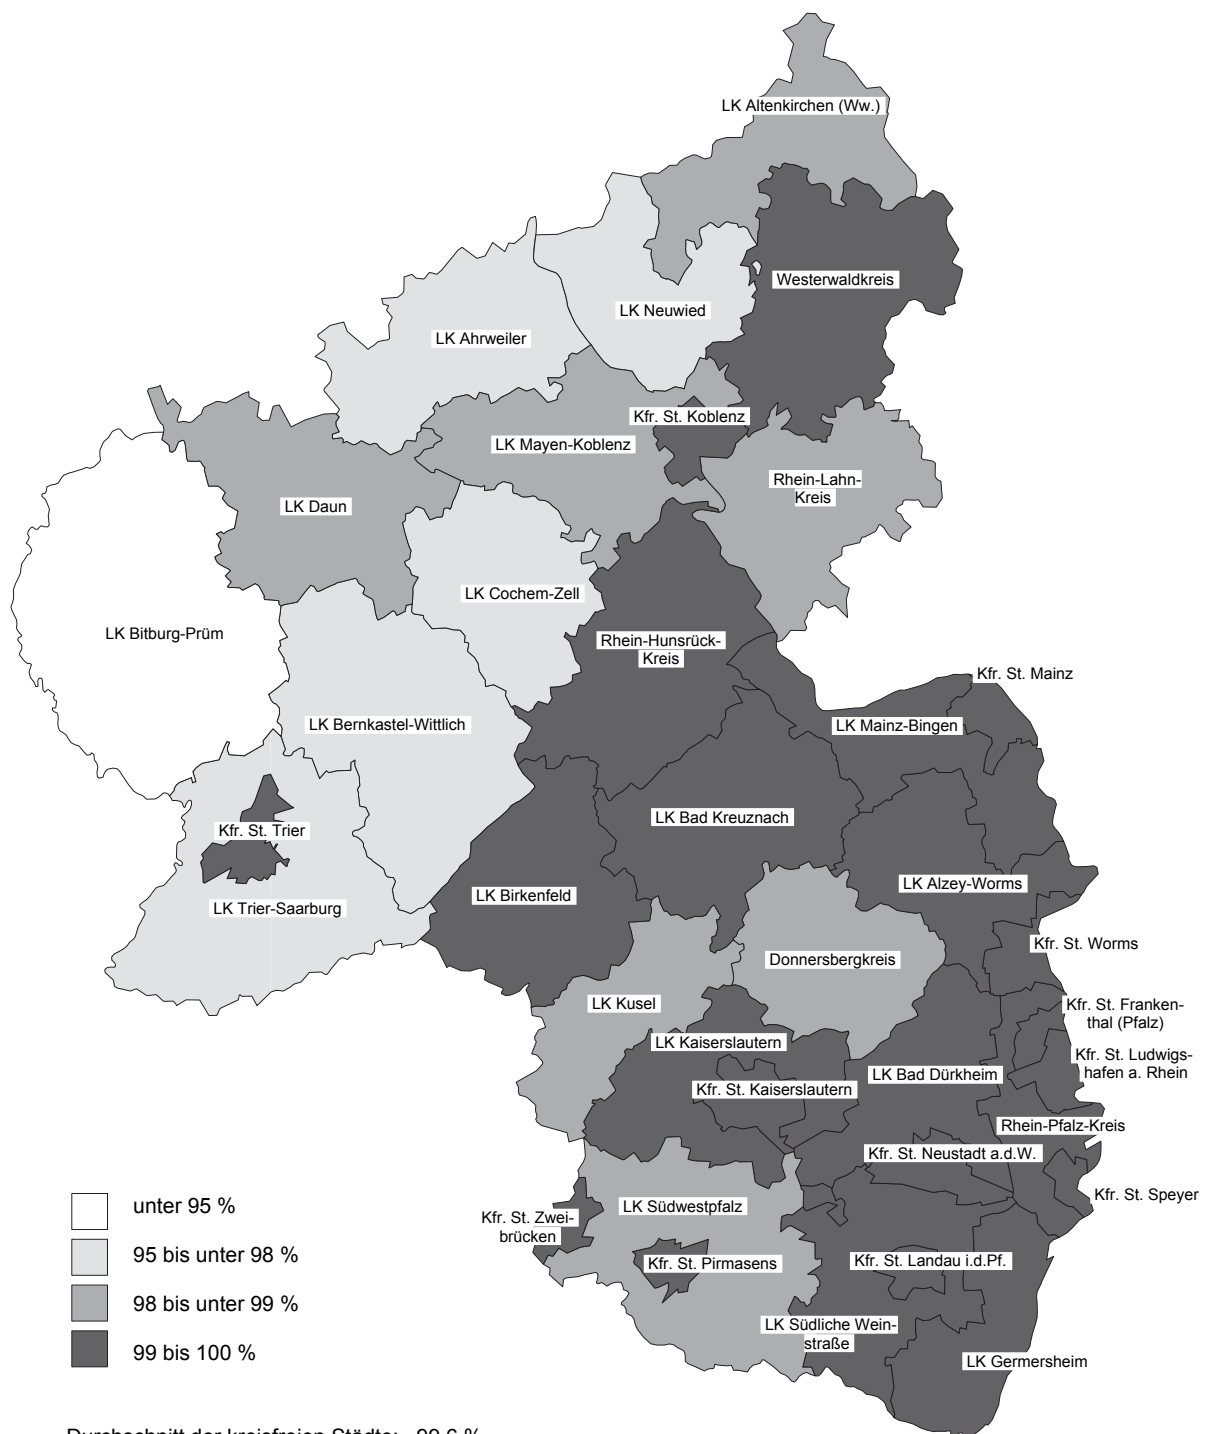 LK Altenkirchen (Ww.)
Westerwaldkreis
LK Neuwied
LK Ahrweiler
Kfr. St. Koblenz
LK Mayen-Koblenz
Rhein-Lahn-
Kreis
LK Daun
LK Cochem-Zell
LK Bitburg-Prüm
Rhein-Hunsrück-
Kreis
Kfr. St. Mainz
LK Bernkastel-Wittlich
LK Mainz-Bingen
LK Bad Kreuznach
Kfr. St. Trier
LK Alzey-Worms
LK Birkenfeld
LK Trier-Saarburg
Kfr. St. Worms
Donnersbergkreis
LK Kusel
Kfr. St. Franken-
thal (Pfalz)
LK Kaiserslautern
Kfr. St. Ludwigs-
hafen a. Rhein
LK Bad Dürkheim
Kfr. St. Kaiserslautern
Rhein-Pfalz-Kreis
Kfr. St. Neustadt a.d.W.
Kfr. St. Speyer
LK Südwestpfalz
Kfr. St. Zwei-
brücken
Kfr. St. Landau i.d.Pf.
Kfr. St. Pirmasens
LK Südliche Wein-
straße
LK Germersheim
unter 95 %
95 bis unter 98 %
98 bis unter 99 %
99 bis 100 %
Durchschnitt der kreisfreien Städte: 99,6 %